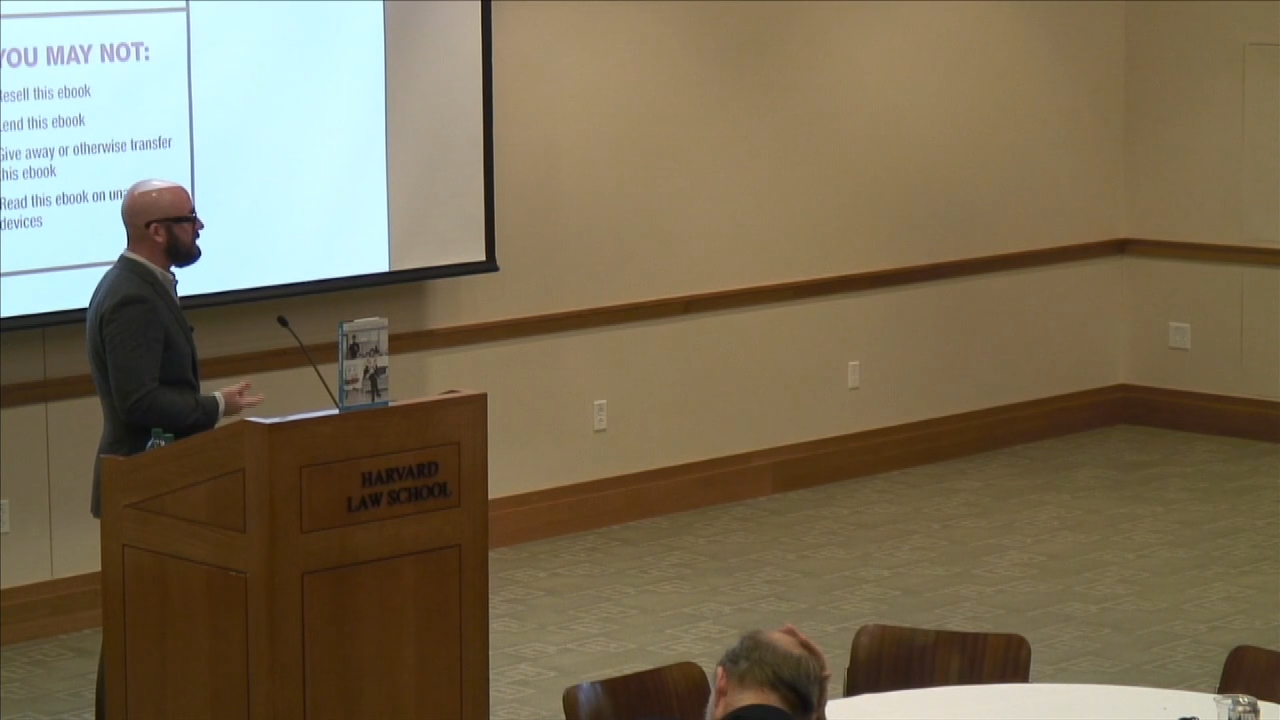 YOU MAY NOT:
Resell this ebook
Lend this ebook
Give away or otherwise transfer
this ebook
Read this ebook on
devices
HARVARD
LAW SCHOOL